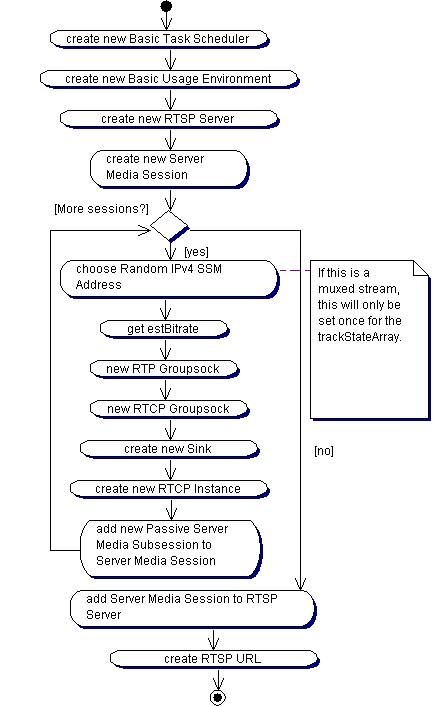 create new Basic Task Scheduler
create new Basic Usage Environment
create new RTSP Server
create new Server
Media Session
[More sessions?]
[yes]
choose Random IPv4 SSM
Address
If this is a
muxed stream,
this will only be
set once for the
trackStateArray.
get estBitrate
new RTP Groupsock
new RTCP Groupsock
create new Sink
[no]
create new RTCP Instance
add new Passive Server
Media Subsession to
Server Media Session
add Server Media Session to RTSP
Server
create RTSP URL